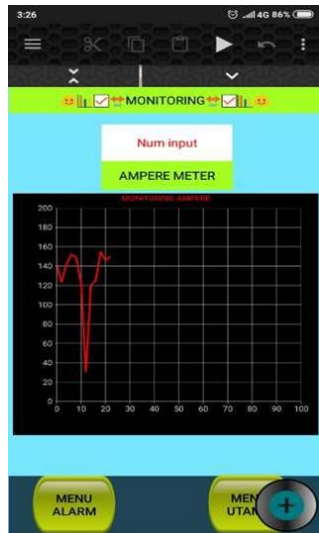 3:26 4G 86%
MONITORING
Num input
AMPERE METER
MONITORING AMPERE
200
180
160
140
120
100
80
60
40
20
0
0 10 20 30 40 50 60 70 80 90 100
MENU
ALARM
MEN
UTAM